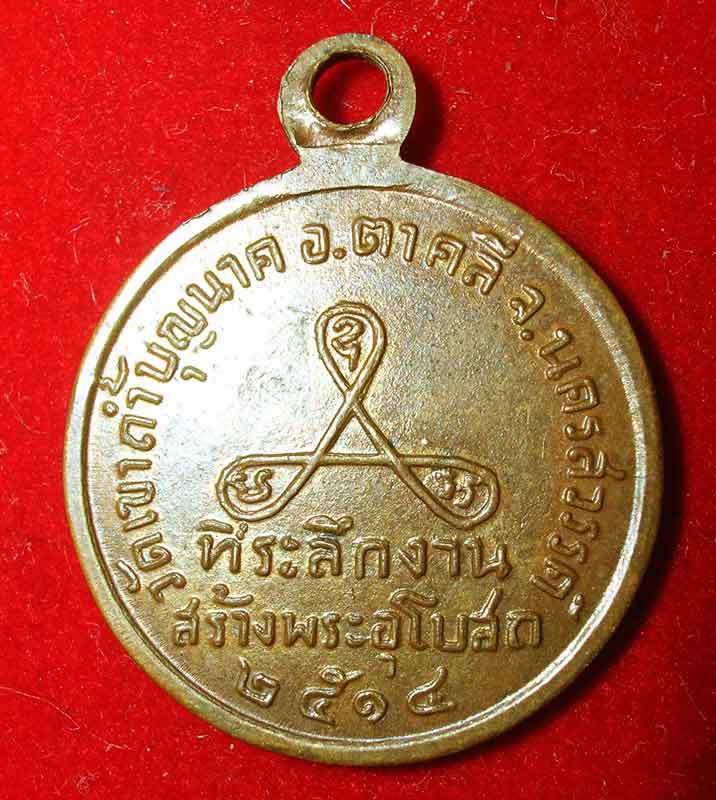 วัดเขาถ้ำบุญนาค อ.ตาคลี จ.นครสวรรค์
ที่ระลึกงาน
สร้างพระอุโบสถ
๒๕๑๔